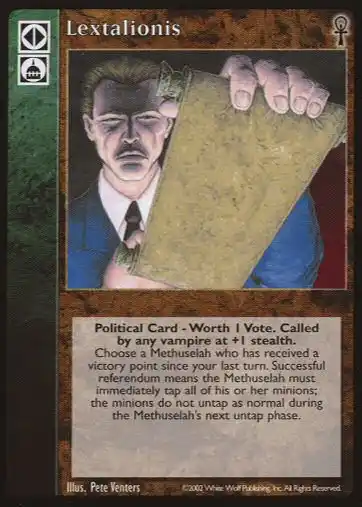 Lextalionis
Political Card - Worth 1 Vote. Called
by any vampire at +1 stealth.
Choose a Methuselah who has received a
victory point since your last turn. Successful
referendum means the Methuselah must
immediately tap all of his or her minions;
the minions do not untap as normal during
the Methuselah's next untap phase.
Illus. Pete Venters
©2002 White Wolf Publishing, Inc. All Rights Reserved.